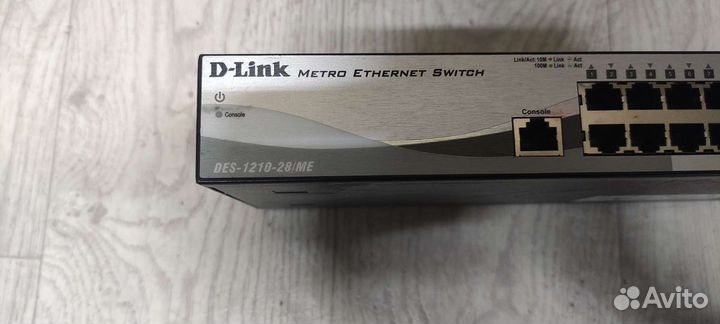 D-Link METRO ETHERNET SWITCH
Link/Act: 10M Link Act
100M Link Act
1 2 3 4 5 6 7
Console
Console
DES-1210-28/ME
Avito